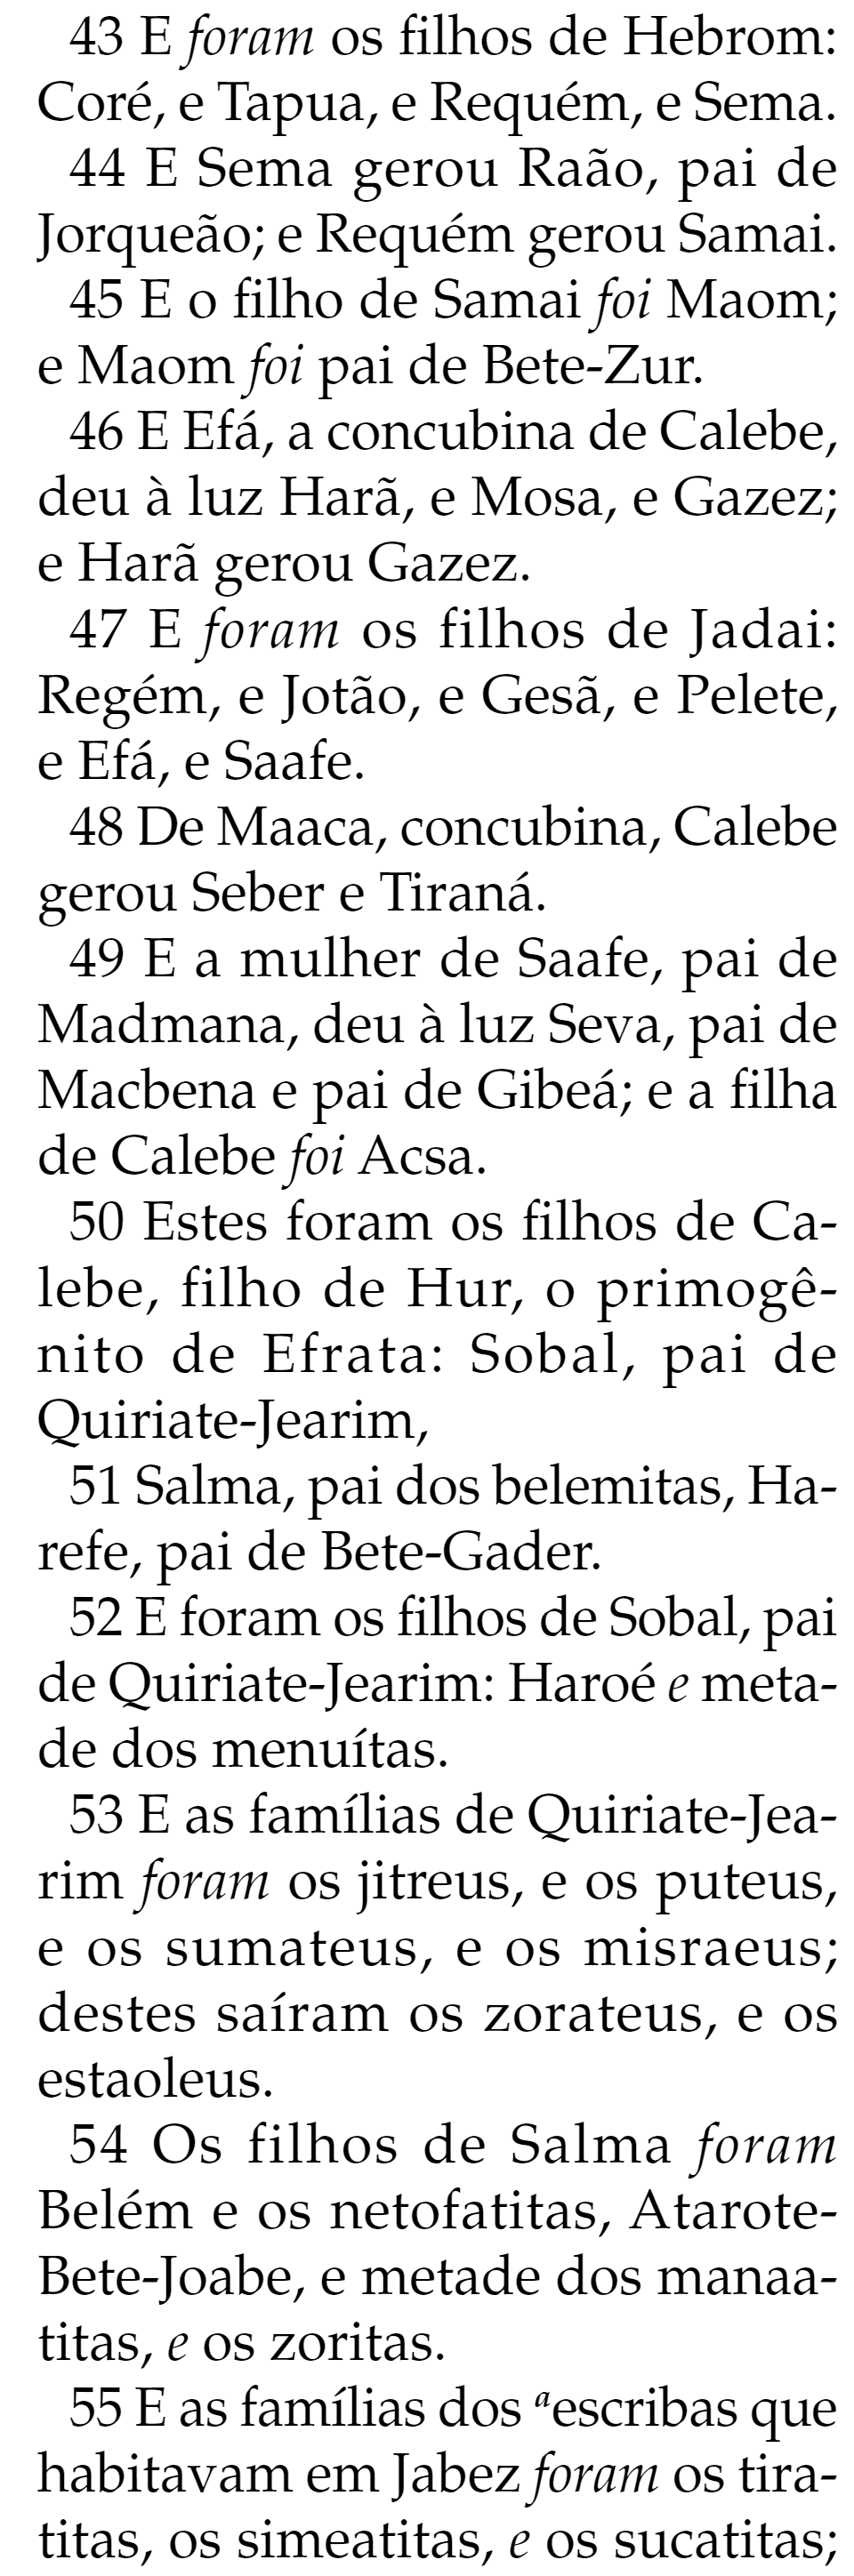 43 E foram os filhos de Hebrom:
Coré, e Tapua, e Requém, e Sema.
44 E Sema gerou Raão, pai de
Jorqueão; e Requém gerou Samai.
45 E o filho de Samai foi Maom;
e Maom foi pai de Bete-Zur.
46 E Efá, a concubina de Calebe,
deu à luz Harã, e Mosa, e Gazez;
e Harã gerou Gazez.
47 E foram os filhos de Jadai:
Regém, e Jotão, e Gesã, e Pelete,
e Efá, e Saafe.
48 De Maaca, concubina, Calebe
gerou Seber e Tiraná.
49 E a mulher de Saafe, pai de
Madmana, deu à luz Seva, pai de
Macbena e pai de Gibeá; e a filha
de Calebe foi Acsa.
50 Estes foram os filhos de Ca-
lebe, filho de Hur, o primogê-
nito de Efrata: Sobal, pai de
Quiriate-Jearim,
51 Salma, pai dos belemitas, Ha-
refe, pai de Bete-Gader.
52 E foram os filhos de Sobal, pai
de Quiriate-Jearim: Haroé e meta-
de dos menuítas.
53 E as famílias de Quiriate-Jea-
rim foram os jitreus, e os puteus,
e os sumateus, e os misraeus;
destes saíram os zorateus, e os
estaoleus.
54 Os filhos de Salma foram
Belém e os netofatitas, Atarote-
Bete-Joabe, e metade dos manaa-
titas, e os zoritas.
55 E as famílias dos ᵃescribas que
habitavam em Jabez foram os tira-
titas, os simeatitas, e os sucatitas;